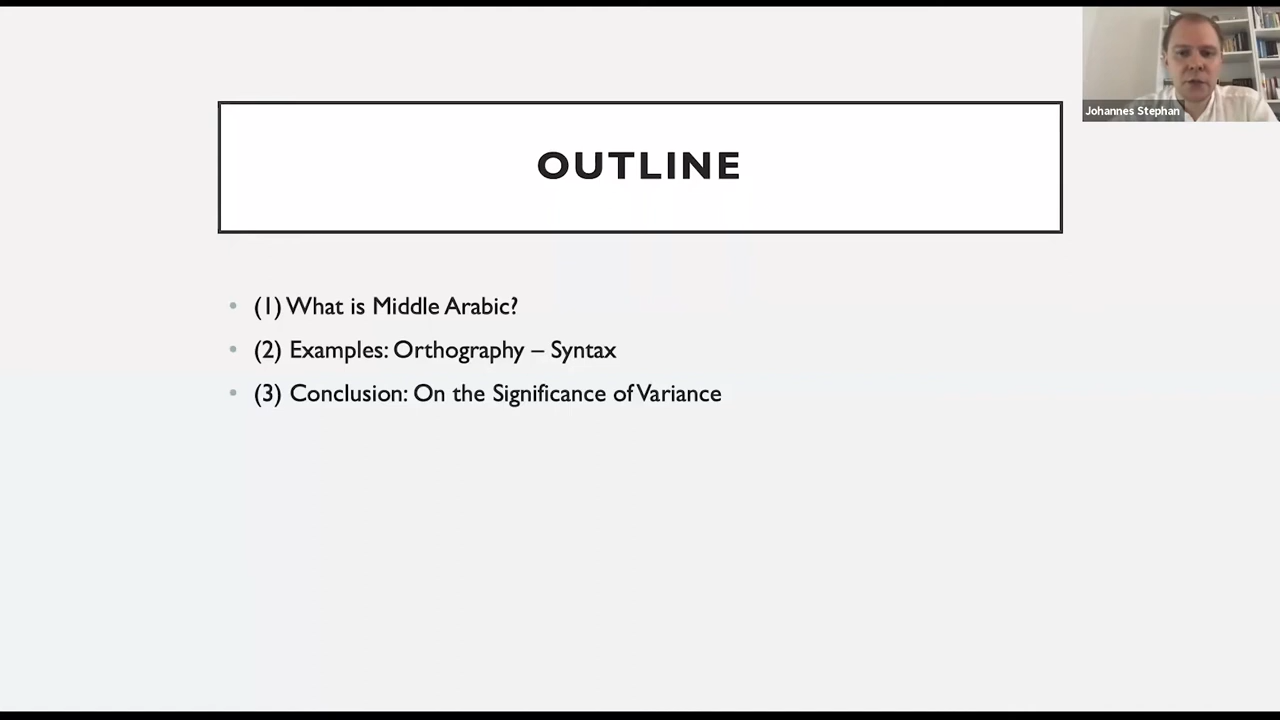 Johannes Stephan
OUTLINE
• (1) What is Middle Arabic?
• (2) Examples: Orthography – Syntax
• (3) Conclusion: On the Significance of Variance